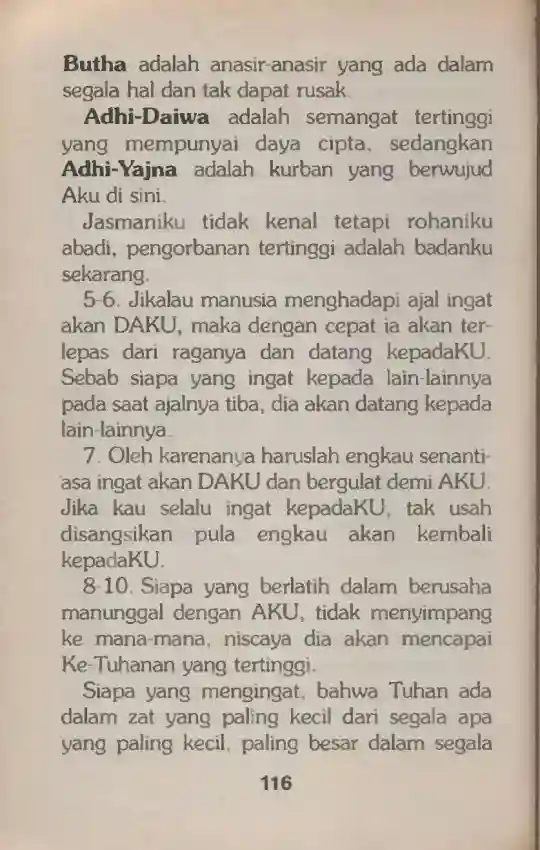 Butha adalah anasir-anasir yang ada dalam
segala hal dan tak dapat rusak.
Adhi-Daiwa adalah semangat tertinggi
yang mempunyai daya cipta, sedangkan
Adhi-Yajna adalah kurban yang berwujud
Aku di sini.
Jasmaniku tidak kenal tetapi rohaniku
abadi, pengorbanan tertinggi adalah badanku
sekarang.
5-6. Jikalau manusia menghadapi ajal ingat
akan DAKU, maka dengan cepat ia akan ter-
lepas dari raganya dan datang kepadaKU.
Sebab siapa yang ingat kepada lain-lainnya
pada saat ajalnya tiba, dia akan datang kepada
lain-lainnya.
7. Oleh karenanya haruslah engkau senanti-
asa ingat akan DAKU dan bergulat demi AKU.
Jika kau selalu ingat kepadaKU, tak usah
disangsikan pula engkau akan kembali
kepadaKU.
8-10. Siapa yang berlatih dalam berusaha
manunggal dengan AKU, tidak menyimpang
ke mana-mana, niscaya dia akan mencapai
Ke-Tuhanan yang tertinggi.
Siapa yang mengingat, bahwa Tuhan ada
dalam zat yang paling kecil dari segala apa
yang paling kecil, paling besar dalam segala
116